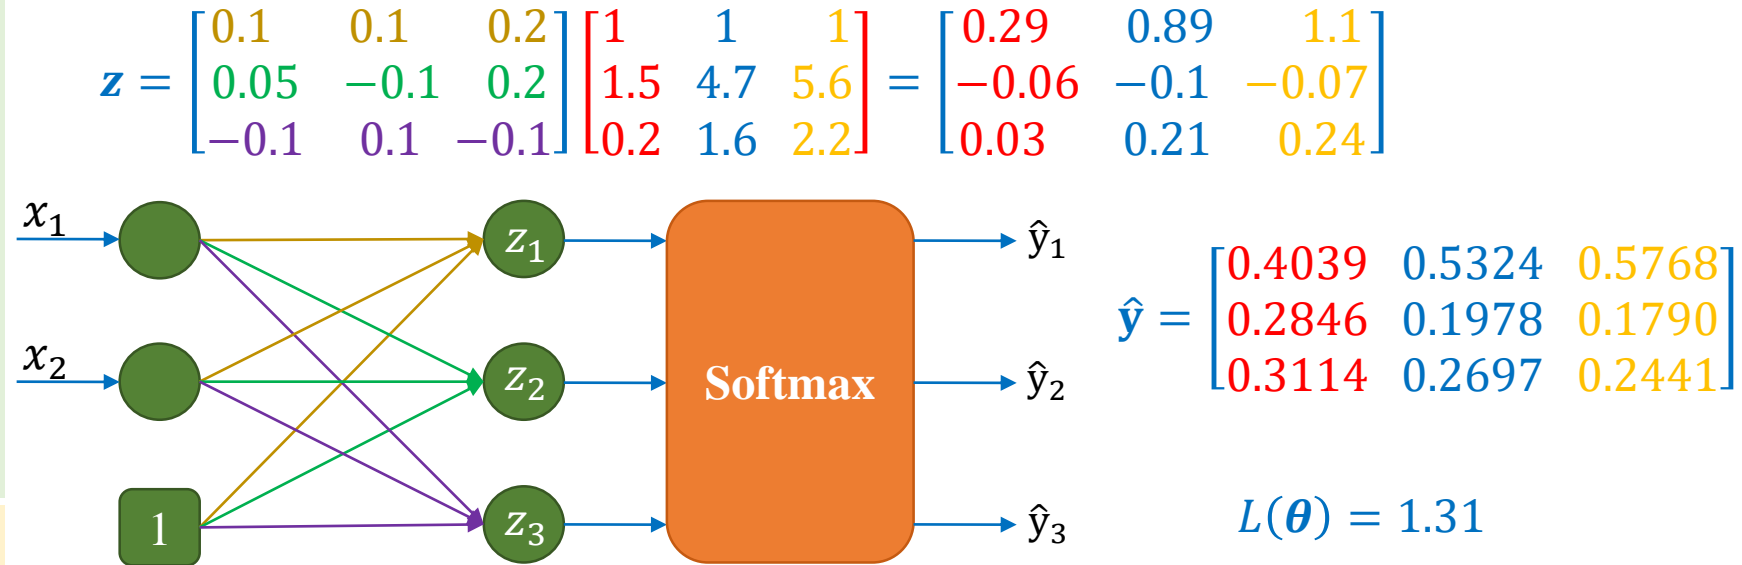 z = [0.1 0.1 0.2] [1 1 1] = [0.29 0.89 1.1]
[0.05 −0.1 0.2] [1.5 4.7 5.6] [−0.06 −0.1 −0.07]
[−0.1 0.1 −0.1] [0.2 1.6 2.2] [0.03 0.21 0.24]
x₁
z₁
ŷ₁
x₂
z₂
Softmax
ŷ₂
1
z₃
ŷ₃
ŷ = [0.4039 0.5324 0.5768]
[0.2846 0.1978 0.1790]
[0.3114 0.2697 0.2441]
L(θ) = 1.31